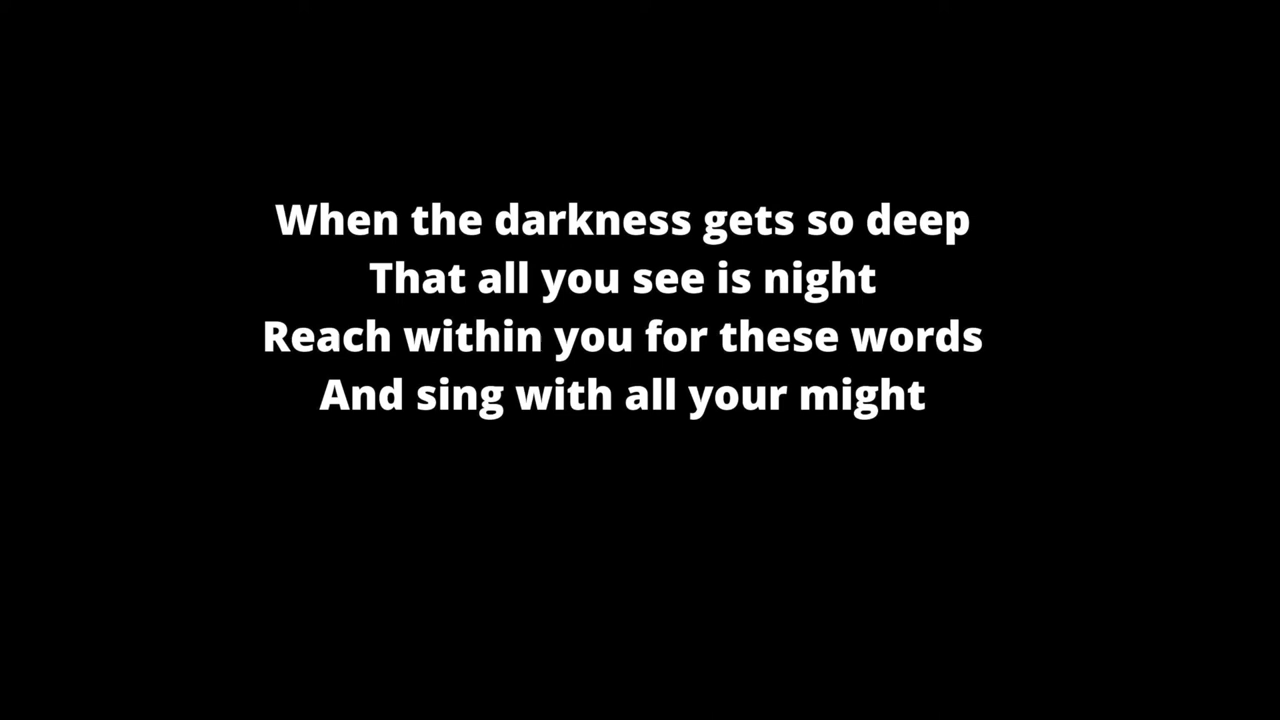 When the darkness gets so deep
That all you see is night
Reach within you for these words
And sing with all your might